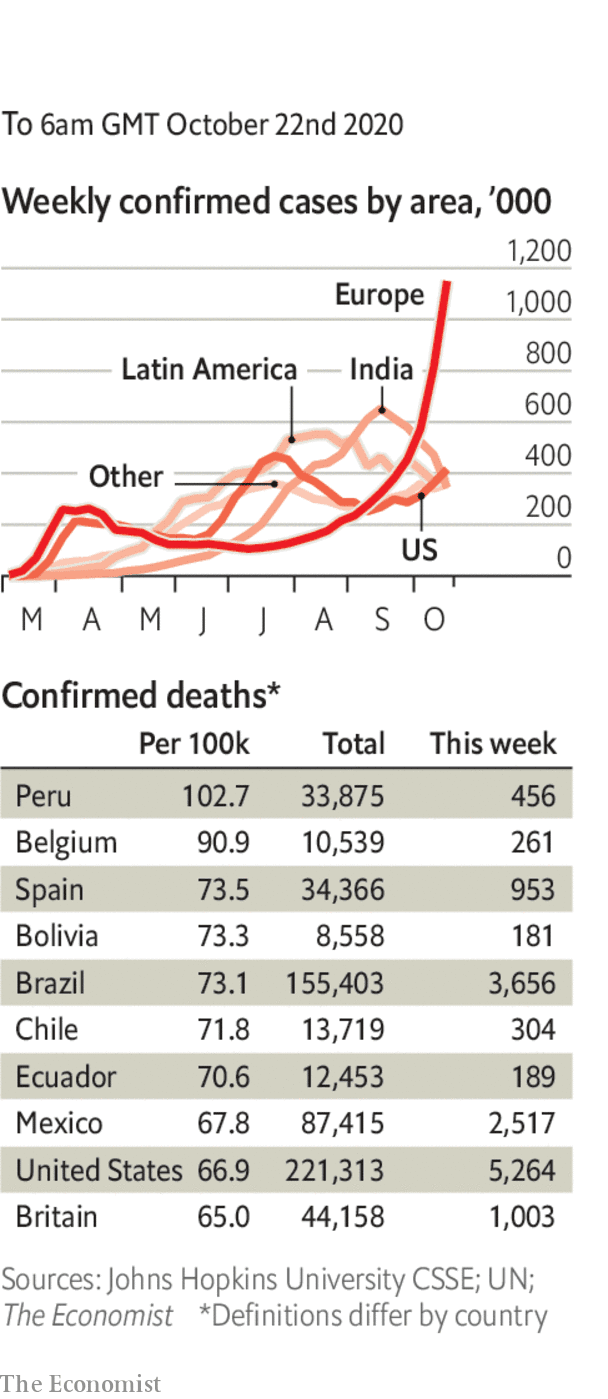 To 6am GMT October 22nd 2020
Weekly confirmed cases by area, ’000
1,200
Europe
1,000
Latin America
India
800
600
Other
400
200
US
0
M A M J J A S O
Confirmed deaths*
Per 100k Total This week
Peru 102.7 33,875 456
Belgium 90.9 10,539 261
Spain 73.5 34,366 953
Bolivia 73.3 8,558 181
Brazil 73.1 155,403 3,656
Chile 71.8 13,719 304
Ecuador 70.6 12,453 189
Mexico 67.8 87,415 2,517
United States 66.9 221,313 5,264
Britain 65.0 44,158 1,003
Sources: Johns Hopkins University CSSE; UN;
The Economist *Definitions differ by country
The Economist